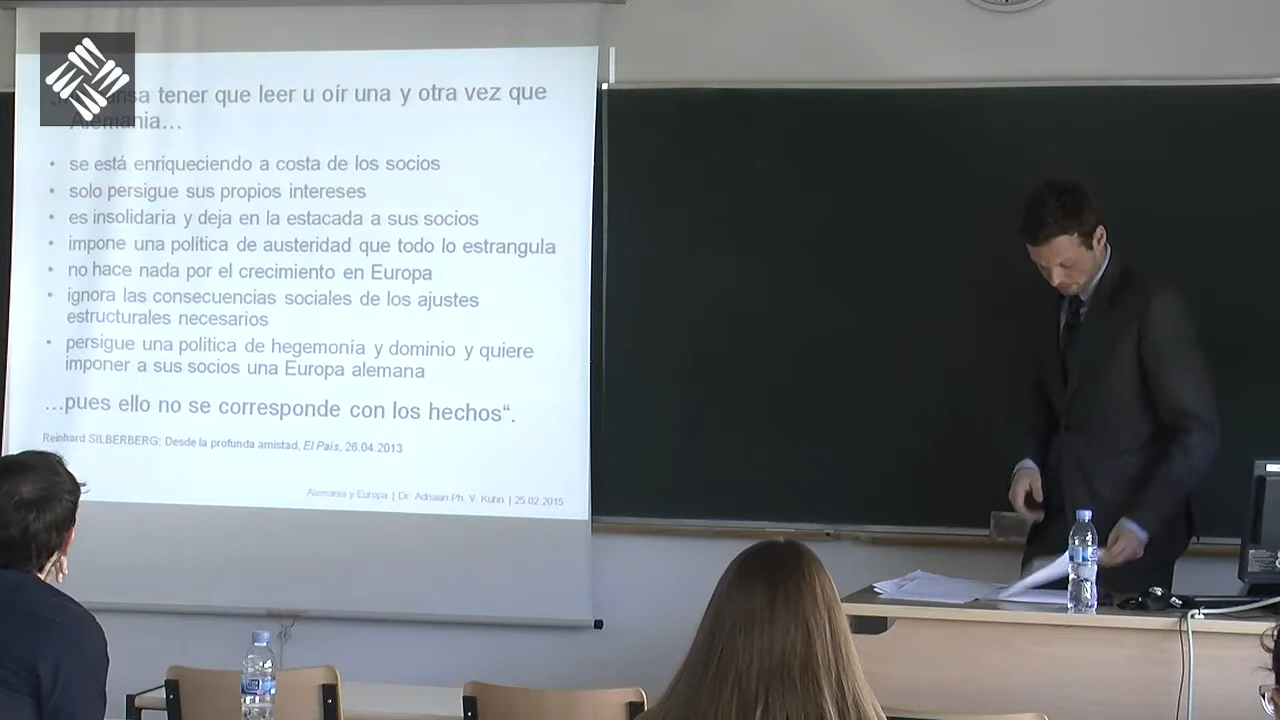 tener que leer u oír una y otra vez que
Alemania…
• se está enriqueciendo a costa de los socios
• solo persigue sus propios intereses
• es insolidaria y deja en la estacada a sus socios
• impone una política de austeridad que todo lo estrangula
• no hace nada por el crecimiento en Europa
• ignora las consecuencias sociales de los ajustes
estructurales necesarios
• persigue una política de hegemonía y dominio y quiere
imponer a sus socios una Europa alemana
…pues ello no se corresponde con los hechos“.
Reinhard SILBERBERG: Desde la profunda amistad, El País, 26.04.2013
Alemania y Europa | Dr. Adriaan Ph. V. Kühn | 25.02.2015